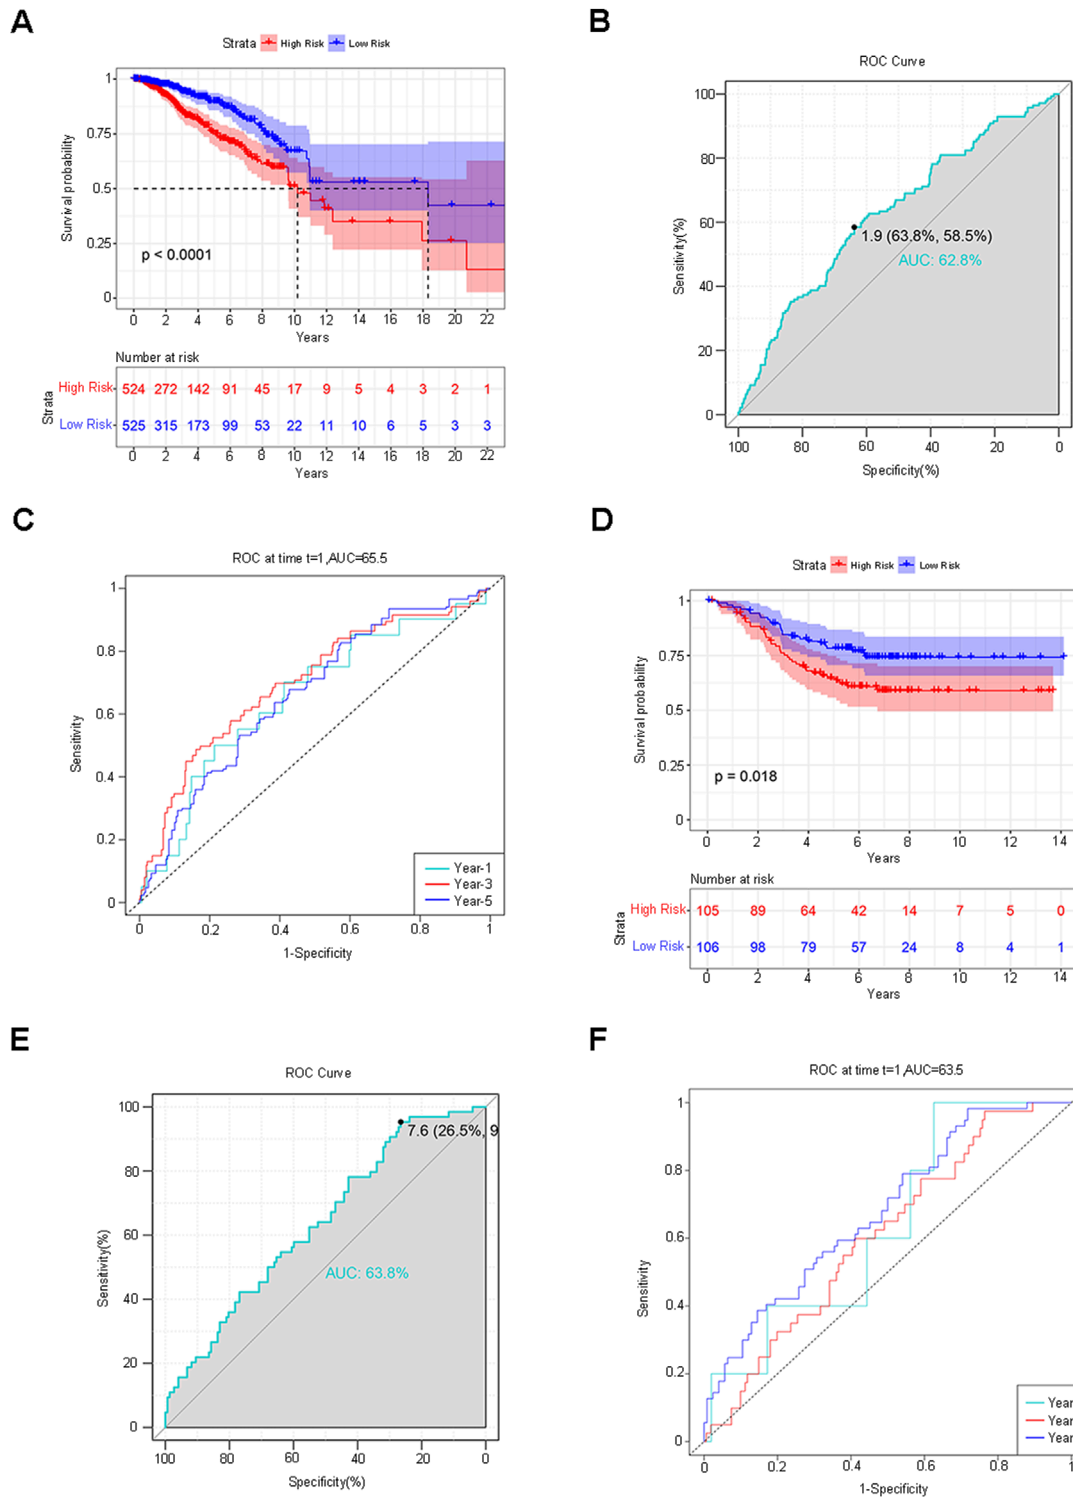 A
Strata High Risk Low Risk
1
0.75
0.5
0.25
0
Survival probability
p < 0.0001
0 2 4 6 8 10 12 14 16 18 20 22
Years
Number at risk
Strata
High Risk 524 272 142 91 45 17 9 5 4 3 2 1
Low Risk 525 315 173 99 53 22 11 10 6 5 3 3
0 2 4 6 8 10 12 14 16 18 20 22
Years
B
ROC Curve
100
80
60
40
20
0
Sensitivity(%)
1.9 (63.8%, 58.5%)
AUC: 62.8%
100 80 60 40 20 0
Specificity(%)
C
ROC at time t=1,AUC=65.5
1
0.8
0.6
0.4
0.2
0
Sensitivity
Year-1
Year-3
Year-5
0 0.2 0.4 0.6 0.8 1
1-Specificity
D
Strata High Risk Low Risk
1
0.75
0.5
0.25
0
Survival probability
p = 0.018
0 2 4 6 8 10 12 14
Years
Number at risk
Strata
High Risk 105 89 64 42 14 7 5 0
Low Risk 106 98 79 57 24 8 4 1
0 2 4 6 8 10 12 14
Years
E
ROC Curve
100
80
60
40
20
0
Sensitivity(%)
7.6 (26.5%, 9
AUC: 63.8%
100 80 60 40 20 0
Specificity(%)
F
ROC at time t=1,AUC=63.5
1
0.8
0.6
0.4
0.2
0
Sensitivity
Year
Year
Year
0 0.2 0.4 0.6 0.8 1
1-Specificity